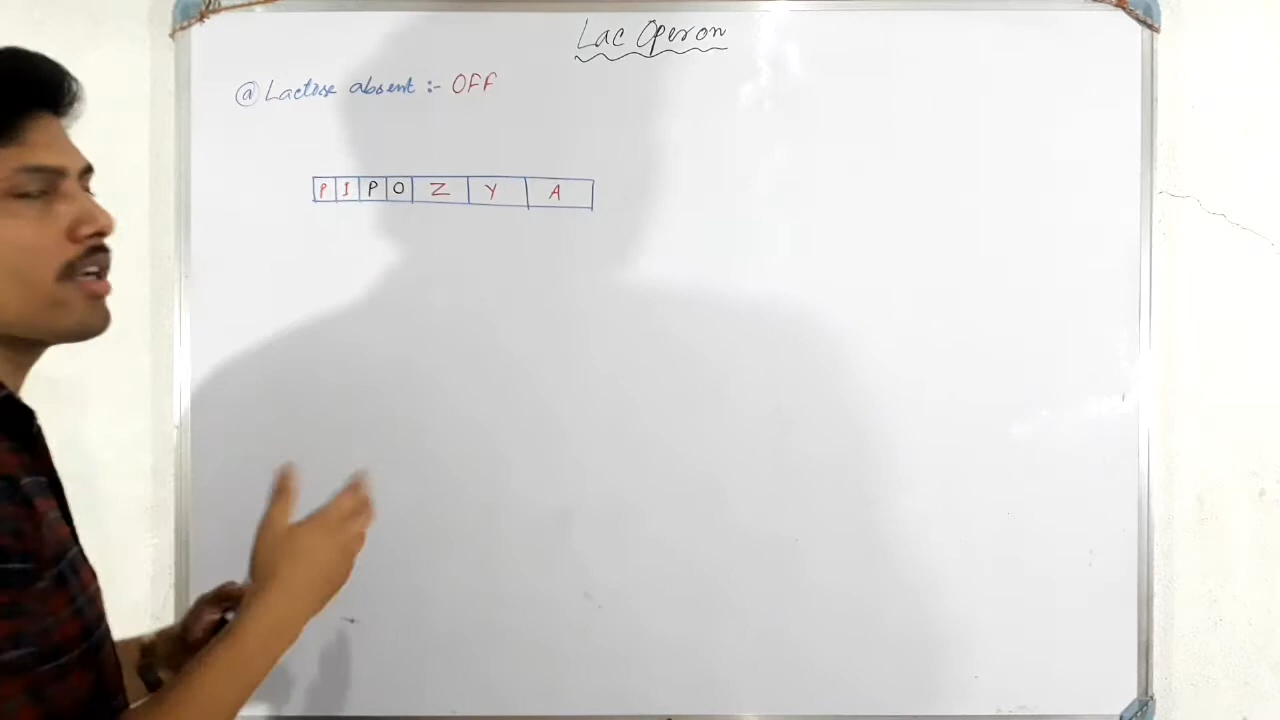 Lac Operon
ⓐ Lactose absent :- OFF
P I P O Z Y A